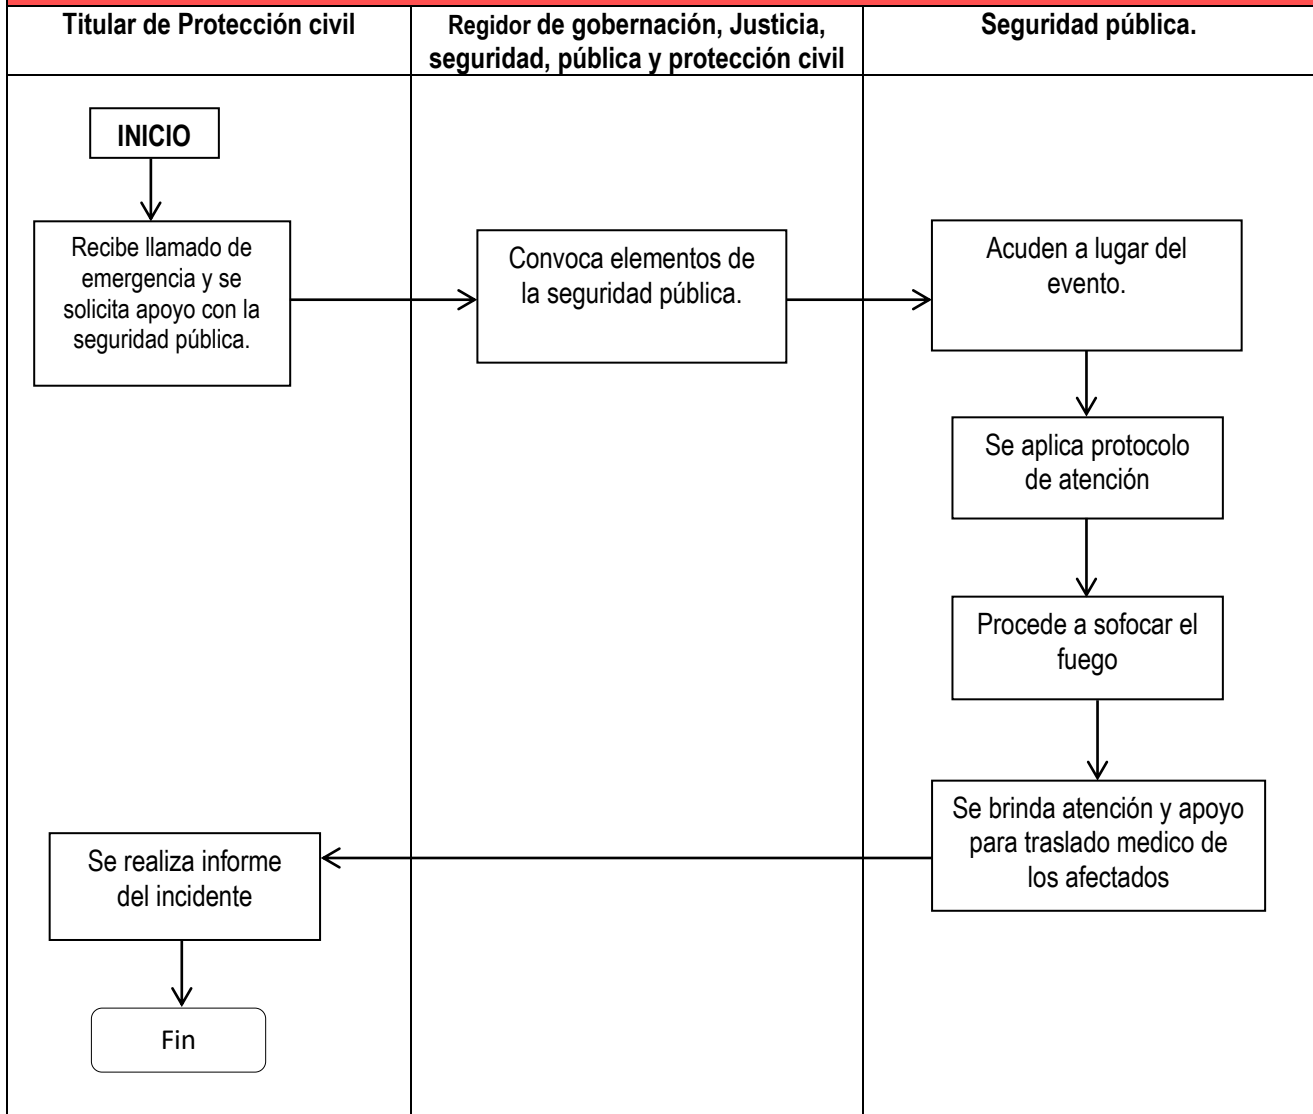 Titular de Protección civil
Regidor de gobernación, Justicia,
seguridad, pública y protección civil
Seguridad pública.
INICIO
Recibe llamado de
emergencia y se
solicita apoyo con la
seguridad pública.
Convoca elementos de
la seguridad pública.
Acuden a lugar del
evento.
Se aplica protocolo
de atención
Procede a sofocar el
fuego
Se brinda atención y apoyo
para traslado medico de
los afectados
Se realiza informe
del incidente
Fin